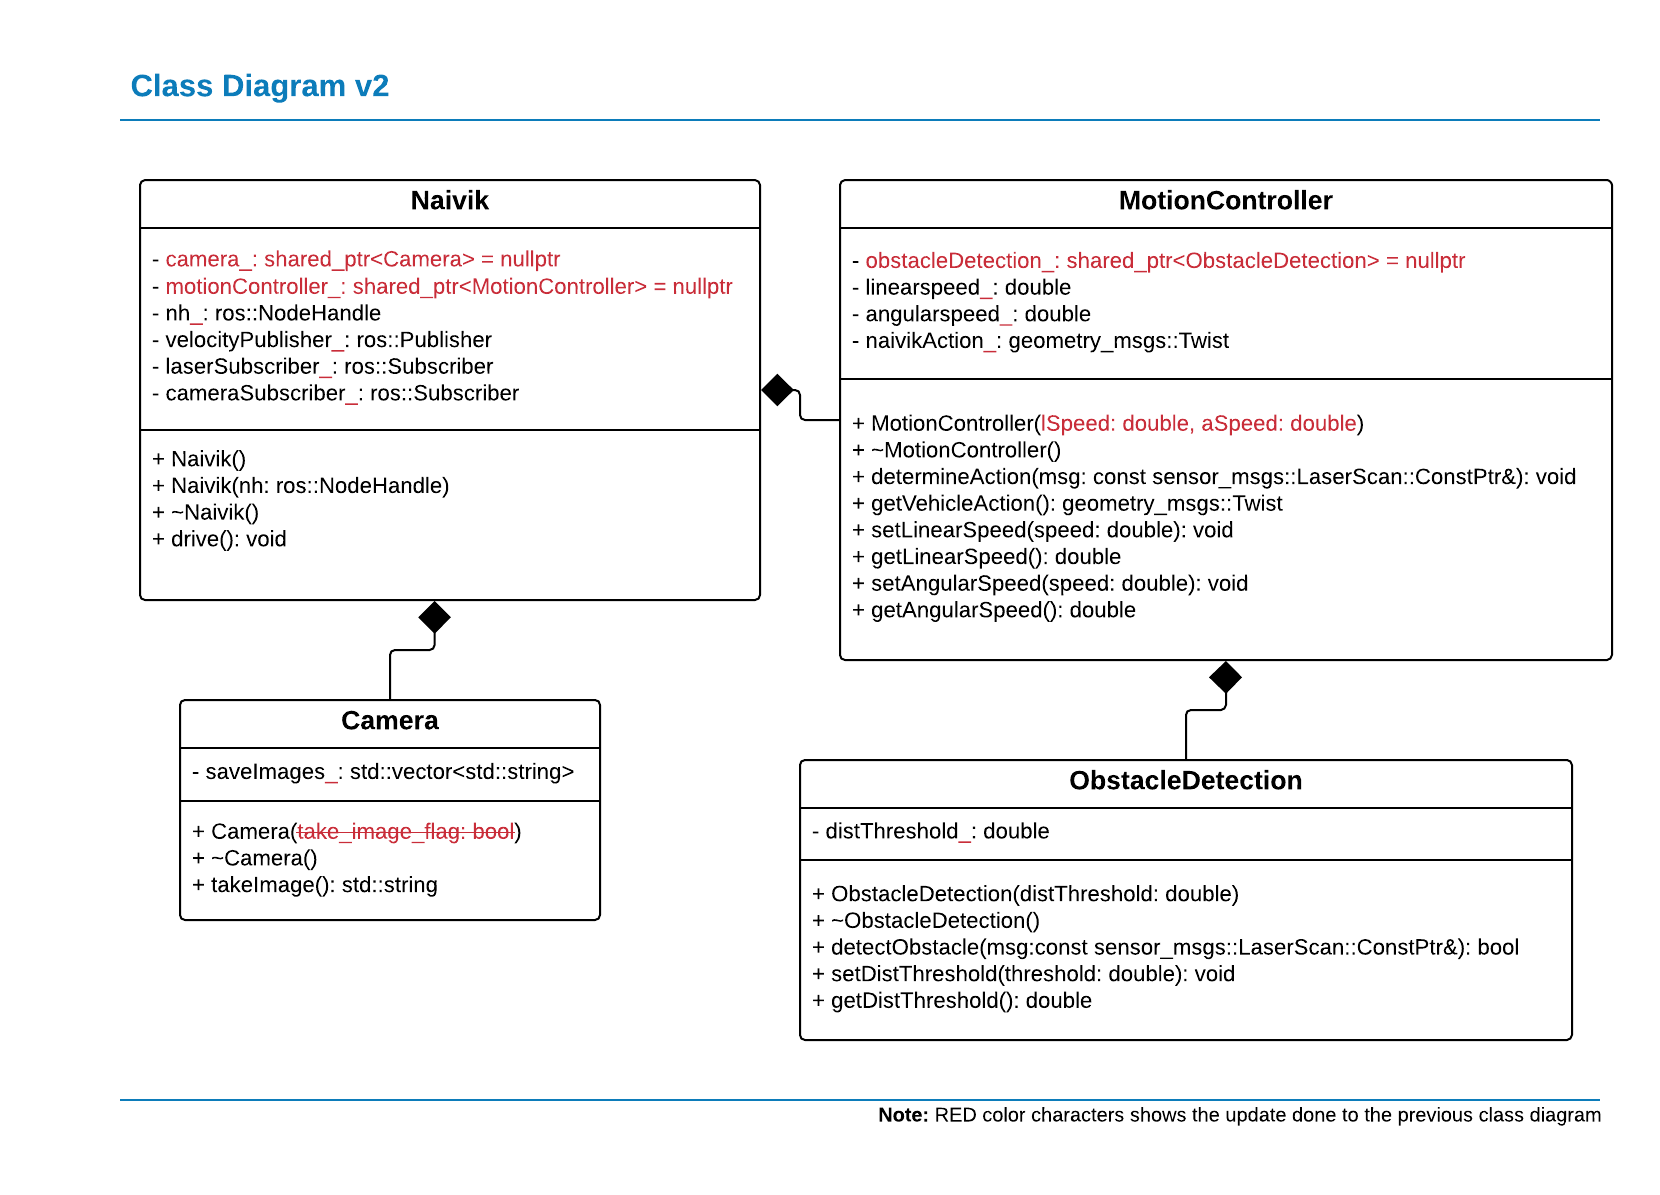 Class Diagram v2
Naivik
- camera_: shared_ptr<Camera> = nullptr
- motionController_: shared_ptr<MotionController> = nullptr
- nh_: ros::NodeHandle
- velocityPublisher_: ros::Publisher
- laserSubscriber_: ros::Subscriber
- cameraSubscriber_: ros::Subscriber
+ Naivik()
+ Naivik(nh: ros::NodeHandle)
+ ~Naivik()
+ drive(): void
MotionController
- obstacleDetection_: shared_ptr<ObstacleDetection> = nullptr
- linearspeed_: double
- angularspeed_: double
- naivikAction_: geometry_msgs::Twist
+ MotionController(lSpeed: double, aSpeed: double)
+ ~MotionController()
+ determineAction(msg: const sensor_msgs::LaserScan::ConstPtr&): void
+ getVehicleAction(): geometry_msgs::Twist
+ setLinearSpeed(speed: double): void
+ getLinearSpeed(): double
+ setAngularSpeed(speed: double): void
+ getAngularSpeed(): double
Camera
- saveImages_: std::vector<std::string>
+ Camera(take_image_flag: bool)
+ ~Camera()
+ takeImage(): std::string
ObstacleDetection
- distThreshold_: double
+ ObstacleDetection(distThreshold: double)
+ ~ObstacleDetection()
+ detectObstacle(msg:const sensor_msgs::LaserScan::ConstPtr&): bool
+ setDistThreshold(threshold: double): void
+ getDistThreshold(): double
Note: RED color characters shows the update done to the previous class diagram